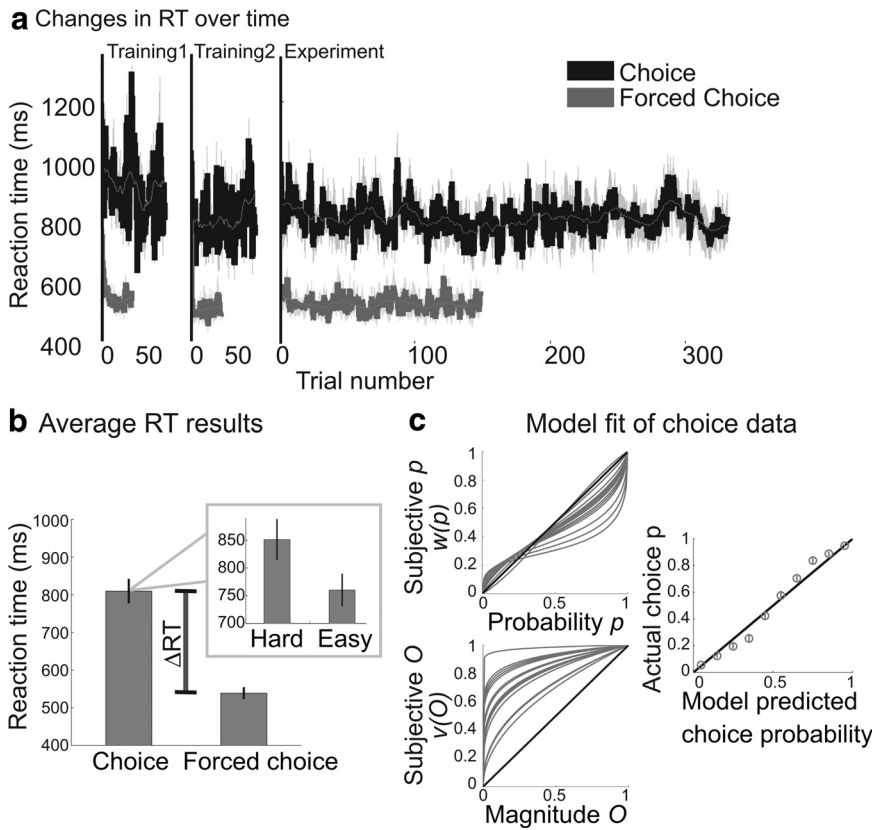 a Changes in RT over time
Training1 Training2 Experiment
Choice
Forced Choice
Reaction time (ms)
1200
1000
800
600
400
0 50 0 50 0 100 200 300
Trial number
b Average RT results
Reaction time (ms)
1000
900
800
700
600
500
400
850
800
750
700
Hard Easy
ΔRT
Choice Forced choice
c Model fit of choice data
Subjective p
w(p)
1
0.8
0.6
0.4
0.2
0
0 0.5 1
Probability p
Subjective O
v(O)
1
0.8
0.6
0.4
0.2
0
0 0.5 1
Magnitude O
Actual choice p
1
0.8
0.6
0.4
0.2
0
0.5 1
Model predicted
choice probability